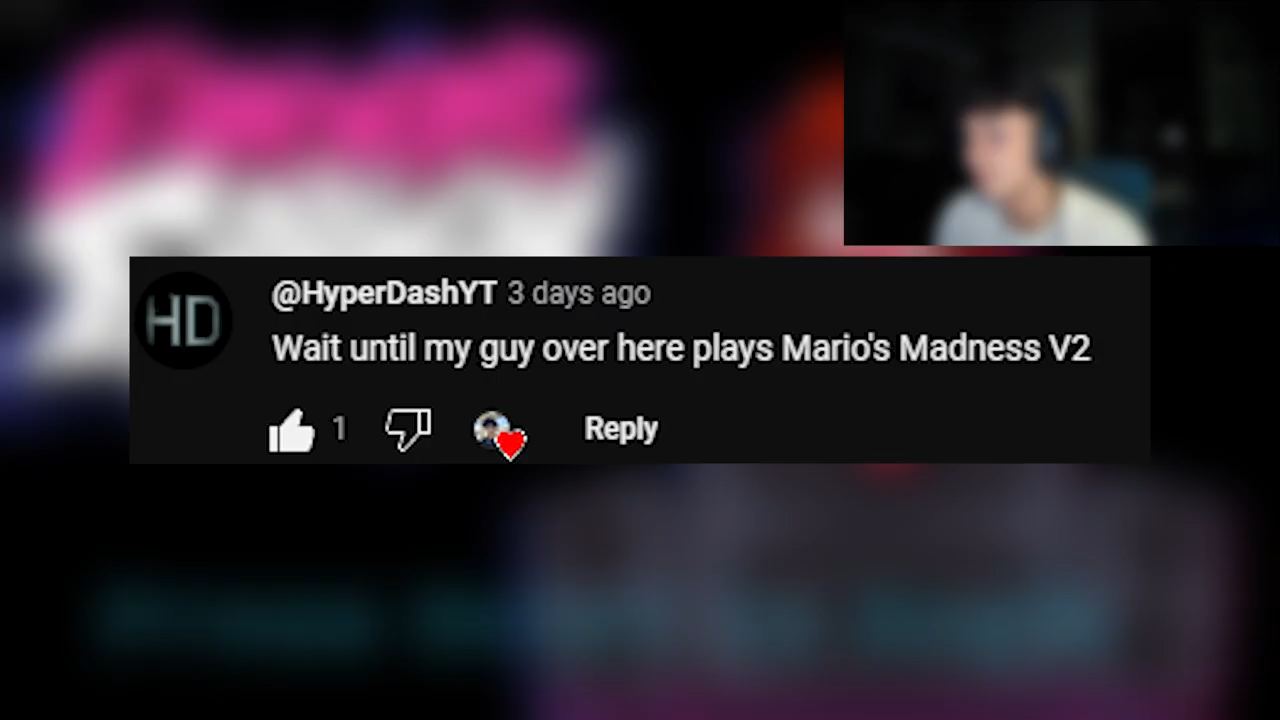 HD
@HyperDashYT 3 days ago
Wait until my guy over here plays Mario's Madness V2
1
Reply